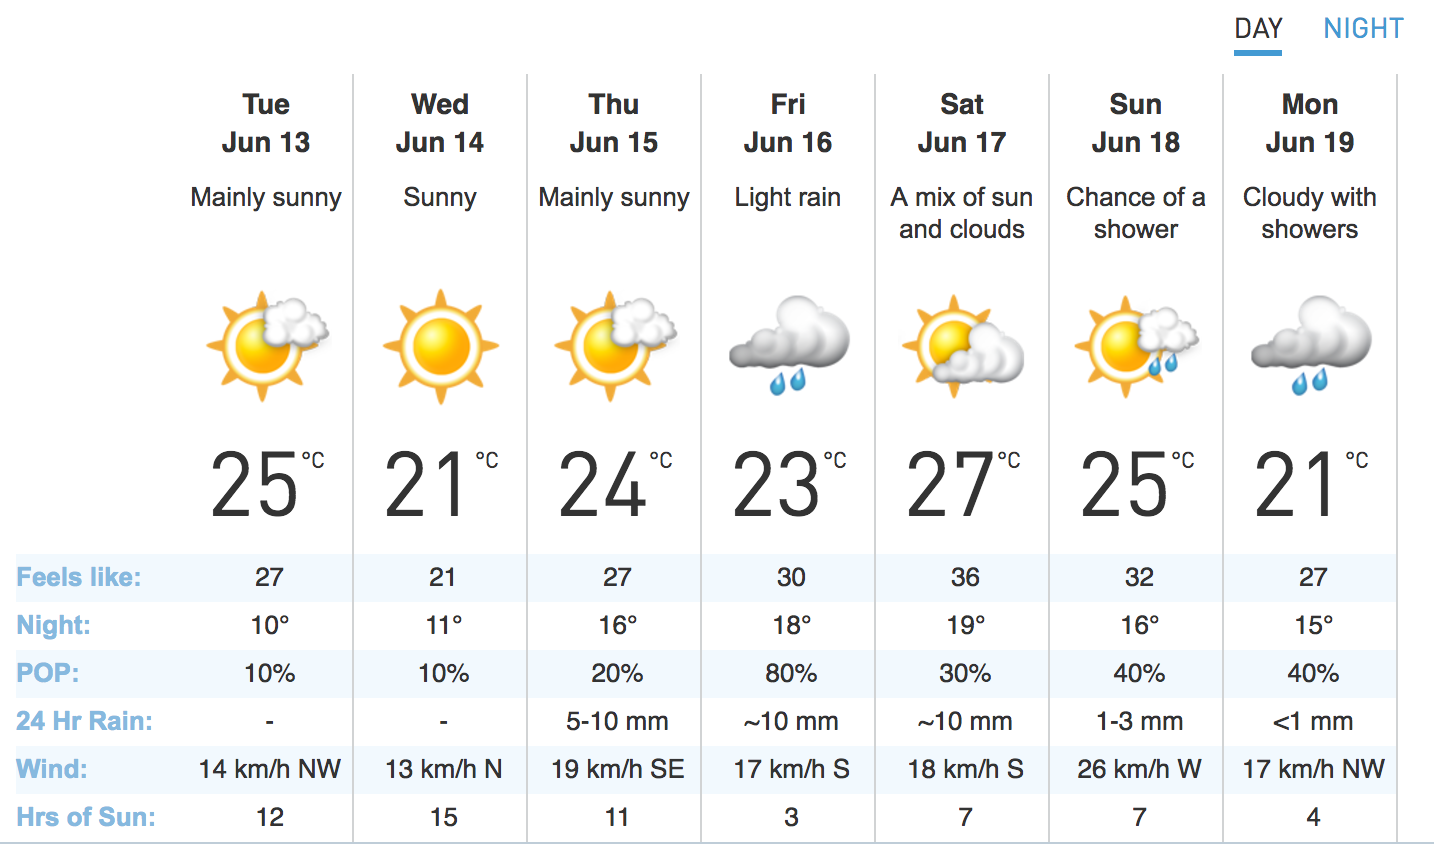 DAY NIGHT
Tue Wed Thu Fri Sat Sun Mon
Jun 13 Jun 14 Jun 15 Jun 16 Jun 17 Jun 18 Jun 19
Mainly sunny Sunny Mainly sunny Light rain A mix of sun Chance of a Cloudy with
and clouds shower showers
25 °C 21 °C 24 °C 23 °C 27 °C 25 °C 21 °C
Feels like: 27 21 27 30 36 32 27
Night: 10° 11° 16° 18° 19° 16° 15°
POP: 10% 10% 20% 80% 30% 40% 40%
24 Hr Rain: - - 5-10 mm ~10 mm ~10 mm 1-3 mm <1 mm
Wind: 14 km/h NW 13 km/h N 19 km/h SE 17 km/h S 18 km/h S 26 km/h W 17 km/h NW
Hrs of Sun: 12 15 11 3 7 7 4